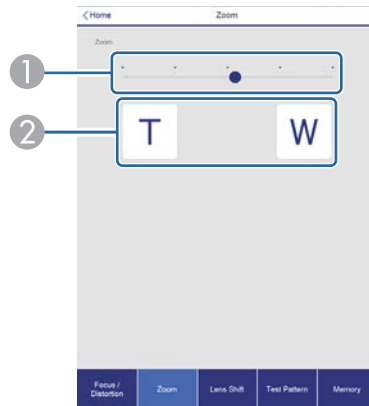 < Home Zoom
Zoom
1
2
T W
Focus /
Distortion Zoom Lens Shift Test Pattern Memory